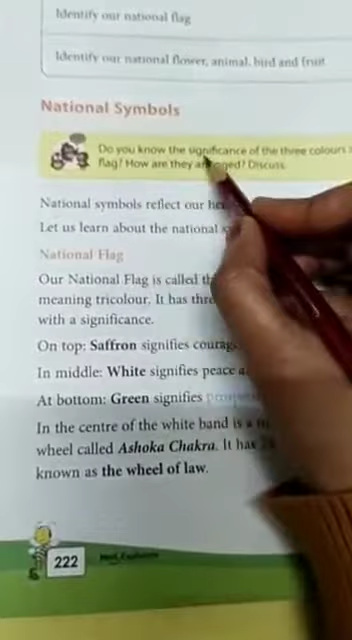 Identify our national flag
Identify our national flower, animal, bird and fruit
National Symbols
Do you know the significance of the three colours
flag? How are they arranged? Discuss.
National symbols reflect our
Let us learn about the national
National Flag
Our National Flag is called
meaning tricolour. It has
with a significance.
On top: Saffron signifies
In middle: White signifies peace
At bottom: Green signifies
In the centre of the white band is a
wheel called Ashoka Chakra. It has
known as the wheel of law.
222